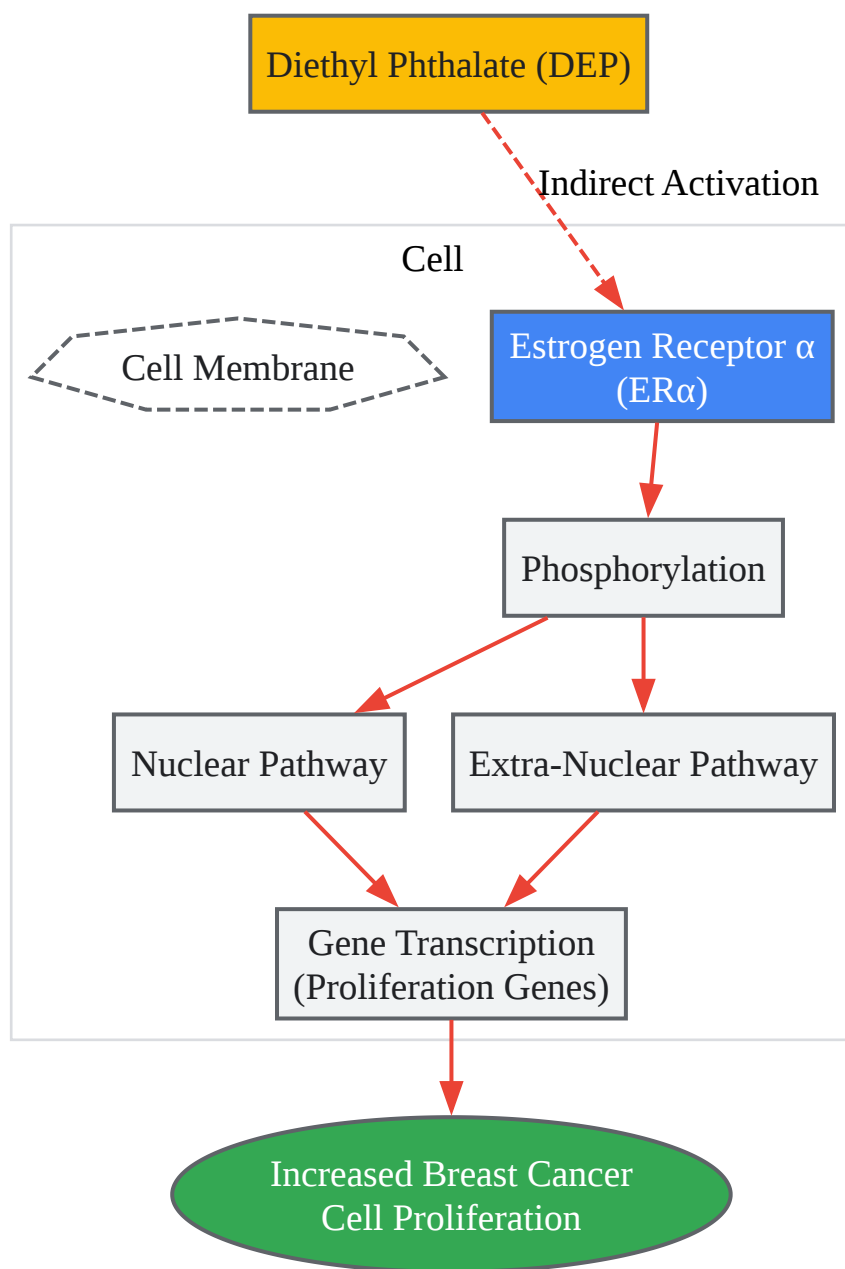 Diethyl Phthalate (DEP)
Indirect Activation
Cell
Cell Membrane
Estrogen Receptor α
(ERα)
Phosphorylation
Nuclear Pathway
Extra-Nuclear Pathway
Gene Transcription
(Proliferation Genes)
Increased Breast Cancer
Cell Proliferation